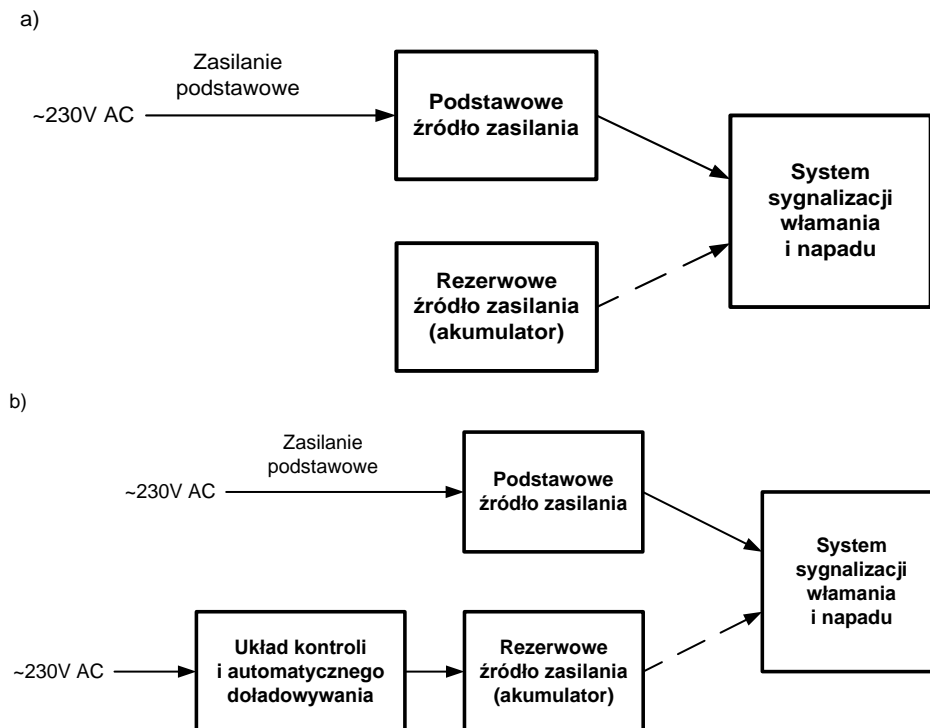 a)
Zasilanie
podstawowe
~230V AC
Podstawowe
źródło zasilania
System
sygnalizacji
włamania
i napadu
Rezerwowe
źródło zasilania
(akumulator)
b)
Zasilanie
podstawowe
~230V AC
Podstawowe
źródło zasilania
System
sygnalizacji
włamania
i napadu
~230V AC
Układ kontroli
i automatycznego
doładowywania
Rezerwowe
źródło zasilania
(akumulator)